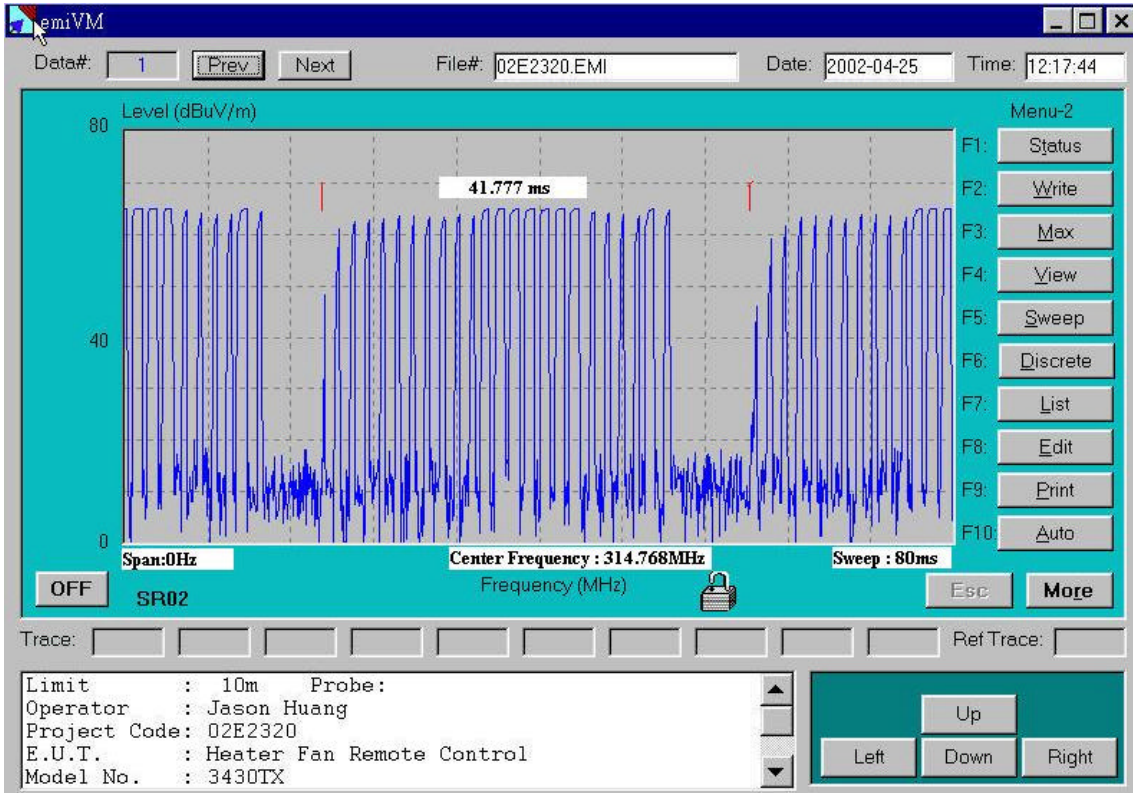 emiVM
Data#: 1 Prev Next File#: 02E2320.EMI Date: 2002-04-25 Time: 12:17:44
Level (dBuV/m) Menu-2
80
F1: Status
41.777 ms
F2: Write
F3: Max
F4: View
F5: Sweep
40
F6: Discrete
F7: List
F8: Edit
F9: Print
F10: Auto
0
Span:0Hz Center Frequency : 314.768MHz Sweep : 80ms
OFF SR02 Frequency (MHz) Esc More
Trace: Ref Trace:
Limit : 10m Probe:
Operator : Jason Huang
Project Code: 02E2320
E.U.T. : Heater Fan Remote Control
Model No. : 3430TX
Up
Left Down Right